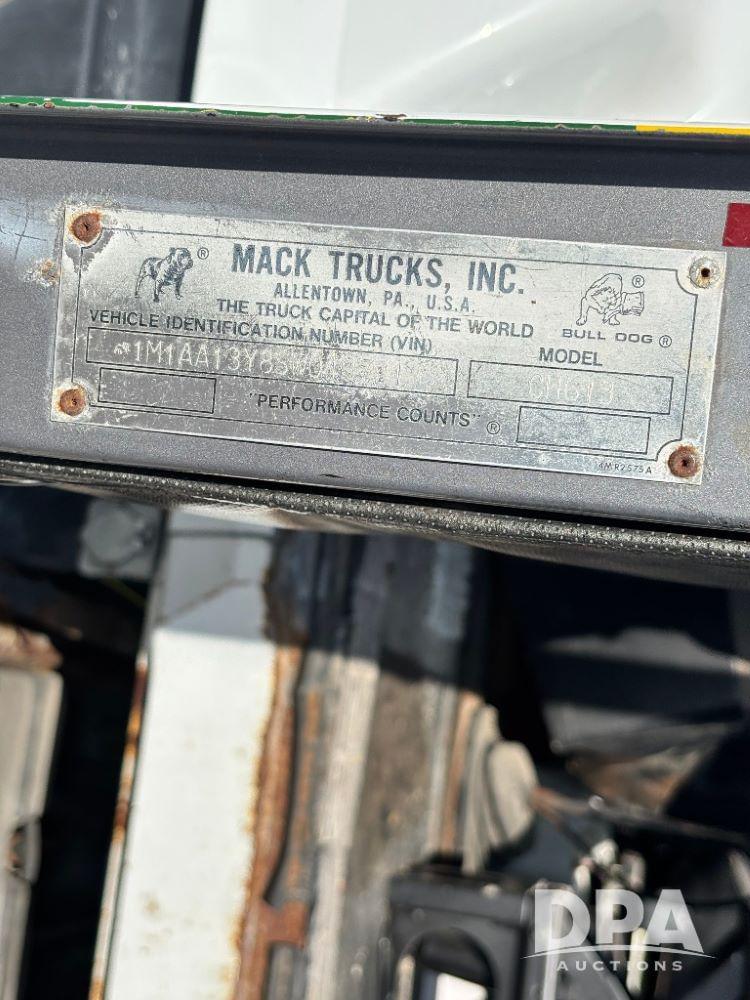 MACK TRUCKS, INC.
ALLENTOWN, PA., U.S.A.
THE TRUCK CAPITAL OF THE WORLD
BULL DOG ®
VEHICLE IDENTIFICATION NUMBER (VIN)
MODEL
CH613
"PERFORMANCE COUNTS" ®
DPA
AUCTIONS